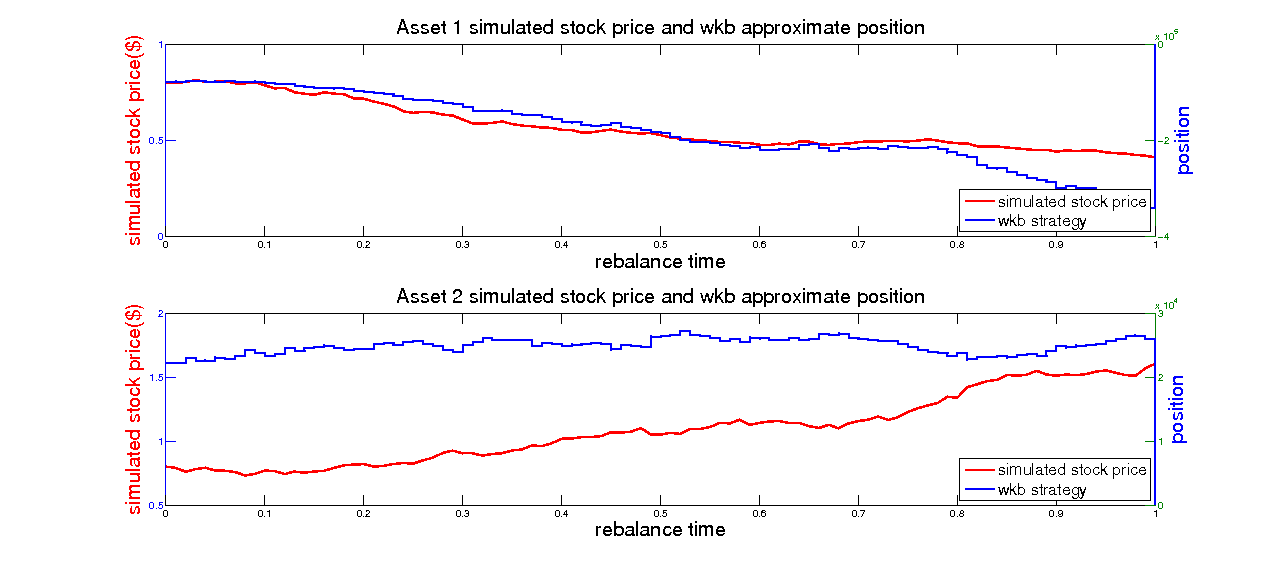 Asset 1 simulated stock price and wkb approximate position
x 10⁵
simulated stock price($)
1
0.5
0
0
−2
−4
position
simulated stock price
wkb strategy
0 0.1 0.2 0.3 0.4 0.5 0.6 0.7 0.8 0.9 1
rebalance time
Asset 2 simulated stock price and wkb approximate position
x 10⁴
simulated stock price($)
2
1.5
1
0.5
3
2
1
0
position
simulated stock price
wkb strategy
0 0.1 0.2 0.3 0.4 0.5 0.6 0.7 0.8 0.9 1
rebalance time